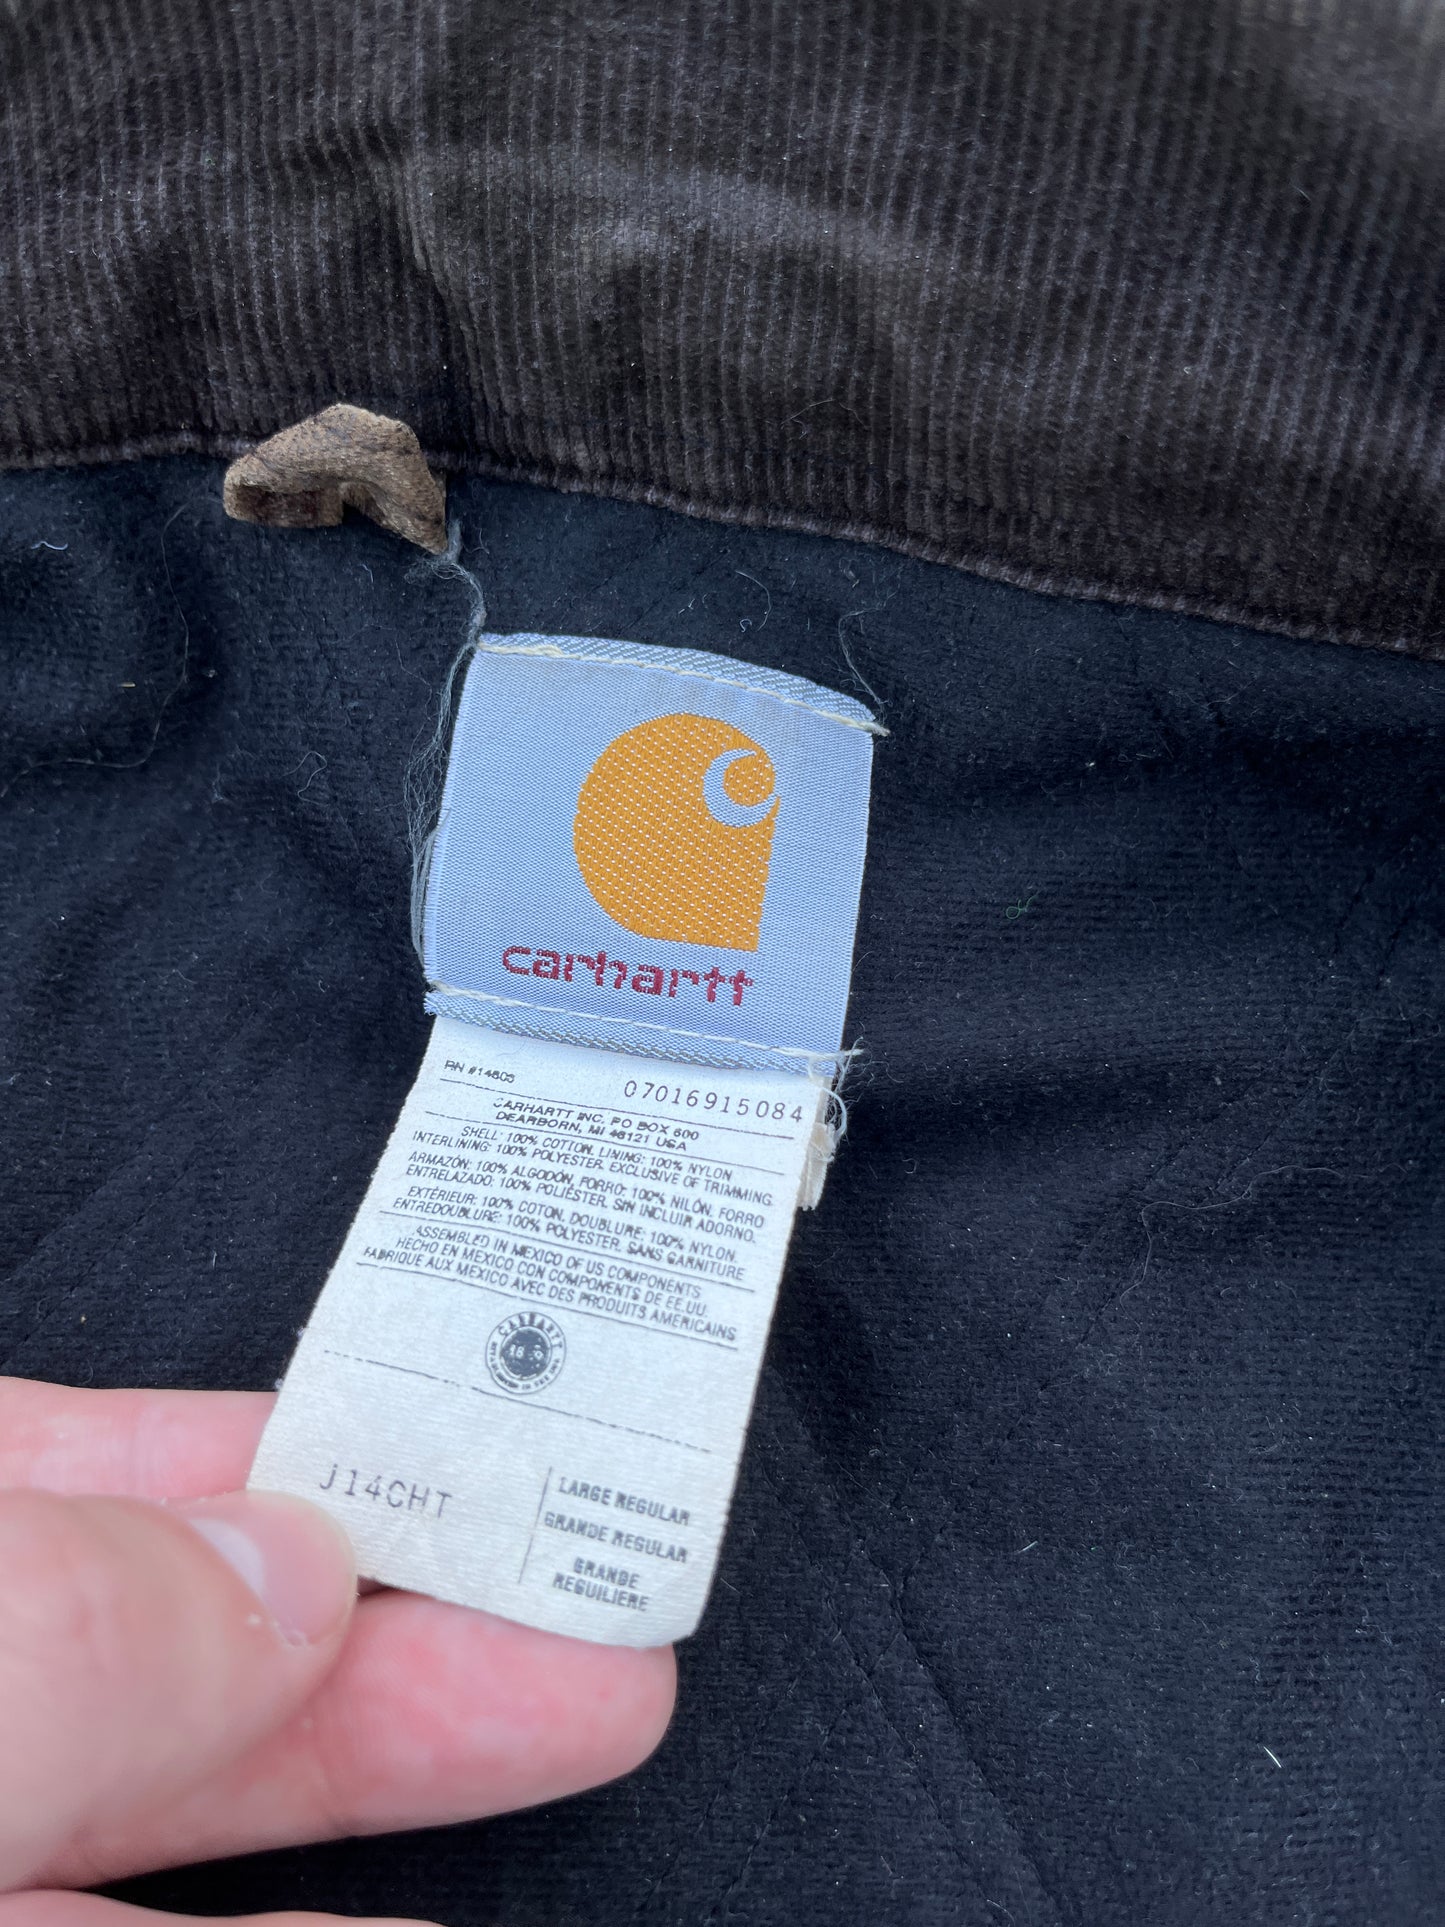 carhartt
RN #14806
07016915084
CARHARTT INC. PO BOX 600
DEARBORN, MI 48121 USA
SHELL: 100% COTTON, LINING: 100% NYLON
INTERLINING: 100% POLYESTER. EXCLUSIVE OF TRIMMING.
ARMAZÓN: 100% ALGODÓN, FORRO: 100% NILÓN, FORRO
ENTRELAZADO: 100% POLIÉSTER, SIN INCLUIR ADORNO.
EXTÉRIEUR: 100% COTON, DOUBLURE: 100% NYLON.
ENTREDOUBLURE: 100% POLYESTER, SANS GARNITURE
ASSEMBLED IN MEXICO OF US COMPONENTS
HECHO EN MEXICO CON COMPONENTS DE EE.UU.
FABRIQUE AUX MEXICO AVEC DES PRODUITS AMERICAINS
CARHARTT
J14CHT
LARGE REGULAR
GRANDE REGULAR
GRANDE
REGUILIERE